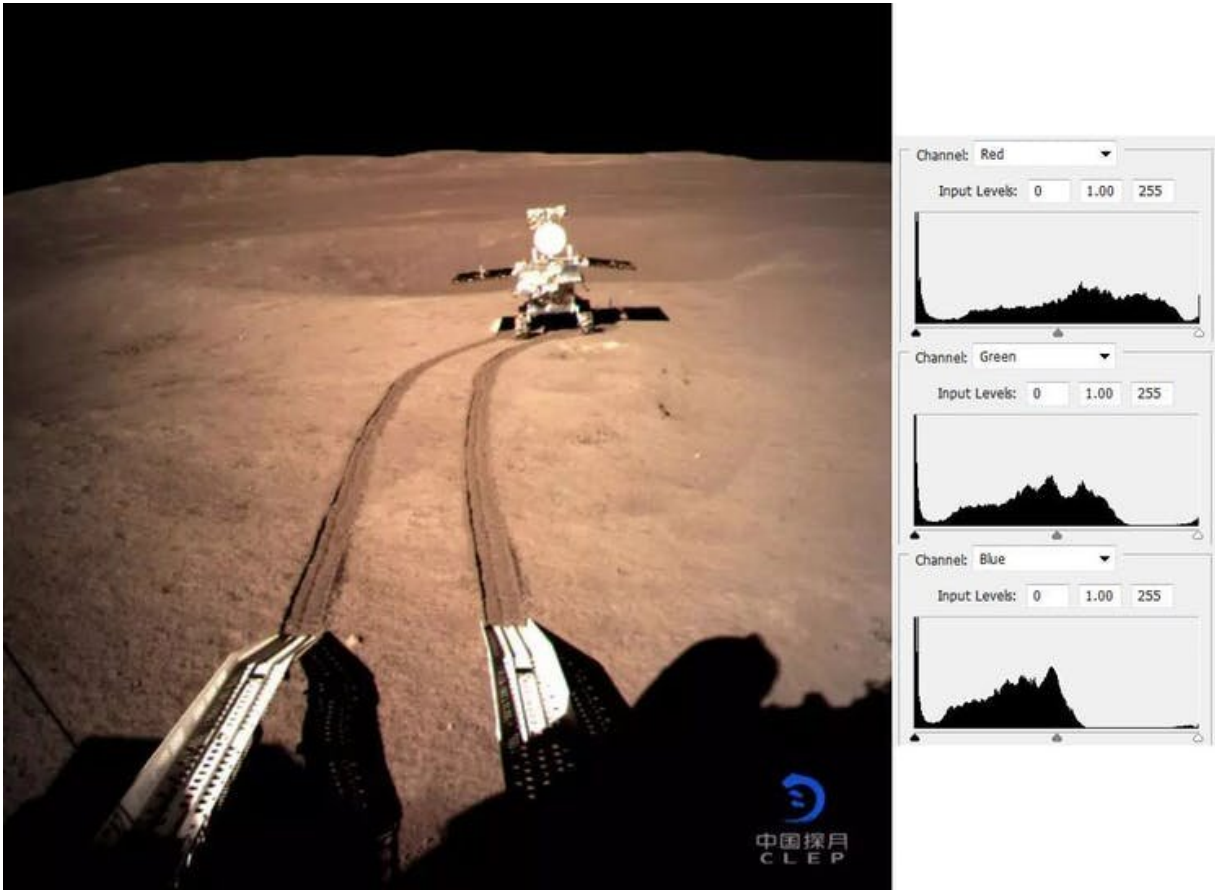 Channel: Red
Input Levels: 0 1.00 255
Channel: Green
Input Levels: 0 1.00 255
Channel: Blue
Input Levels: 0 1.00 255
中国探月
CLEP